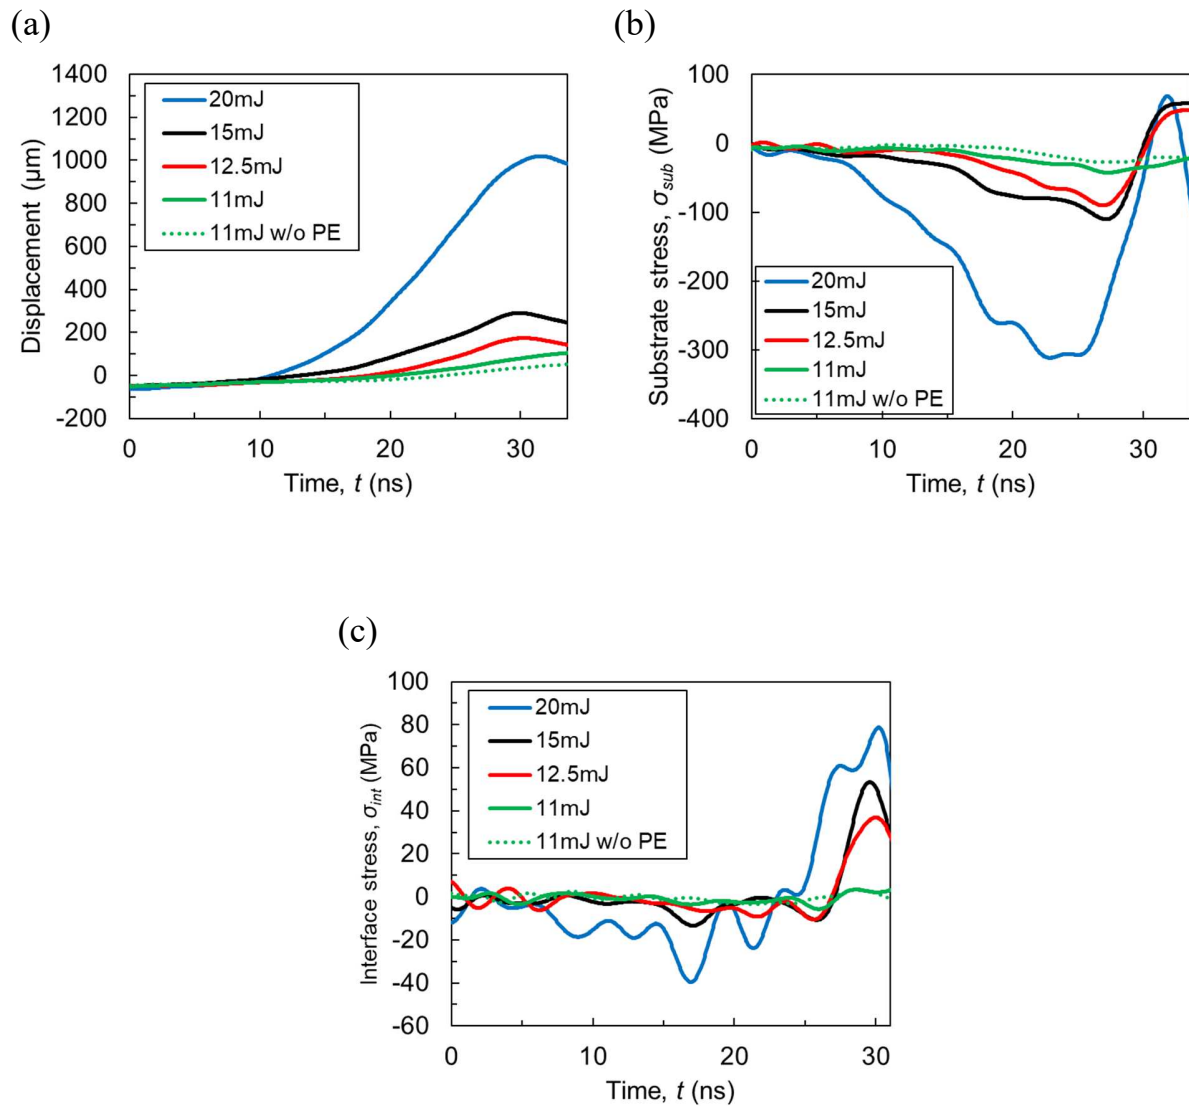 (a)
1400
1200
1000
800
600
400
200
0
-200
Displacement (μm)
20mJ
15mJ
12.5mJ
11mJ
11mJ w/o PE
0 10 20 30
Time, t (ns)
(b)
100
0
-100
-200
-300
-400
Substrate stress, σsub (MPa)
20mJ
15mJ
12.5mJ
11mJ
11mJ w/o PE
0 10 20 30
Time, t (ns)
(c)
100
80
60
40
20
0
-20
-40
-60
Interface stress, σint (MPa)
20mJ
15mJ
12.5mJ
11mJ
11mJ w/o PE
0 10 20 30
Time, t (ns)